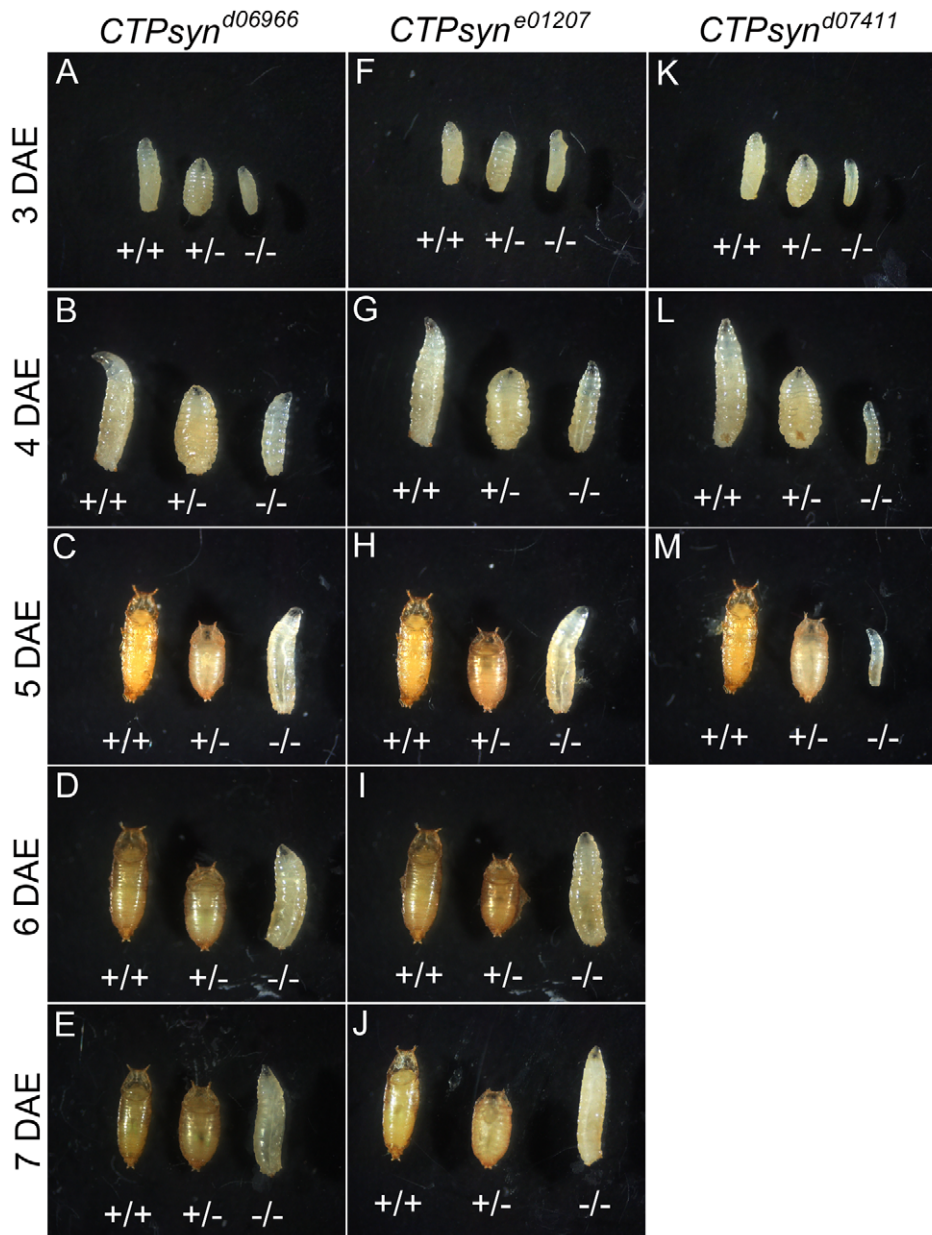 CTPsyn^d06966 CTPsyn^e01207 CTPsyn^d07411
3 DAE
A
+/+ +/- -/-
F
+/+ +/- -/-
K
+/+ +/- -/-
4 DAE
B
+/+ +/- -/-
G
+/+ +/- -/-
L
+/+ +/- -/-
5 DAE
C
+/+ +/- -/-
H
+/+ +/- -/-
M
+/+ +/- -/-
6 DAE
D
+/+ +/- -/-
I
+/+ +/- -/-
7 DAE
E
+/+ +/- -/-
J
+/+ +/- -/-